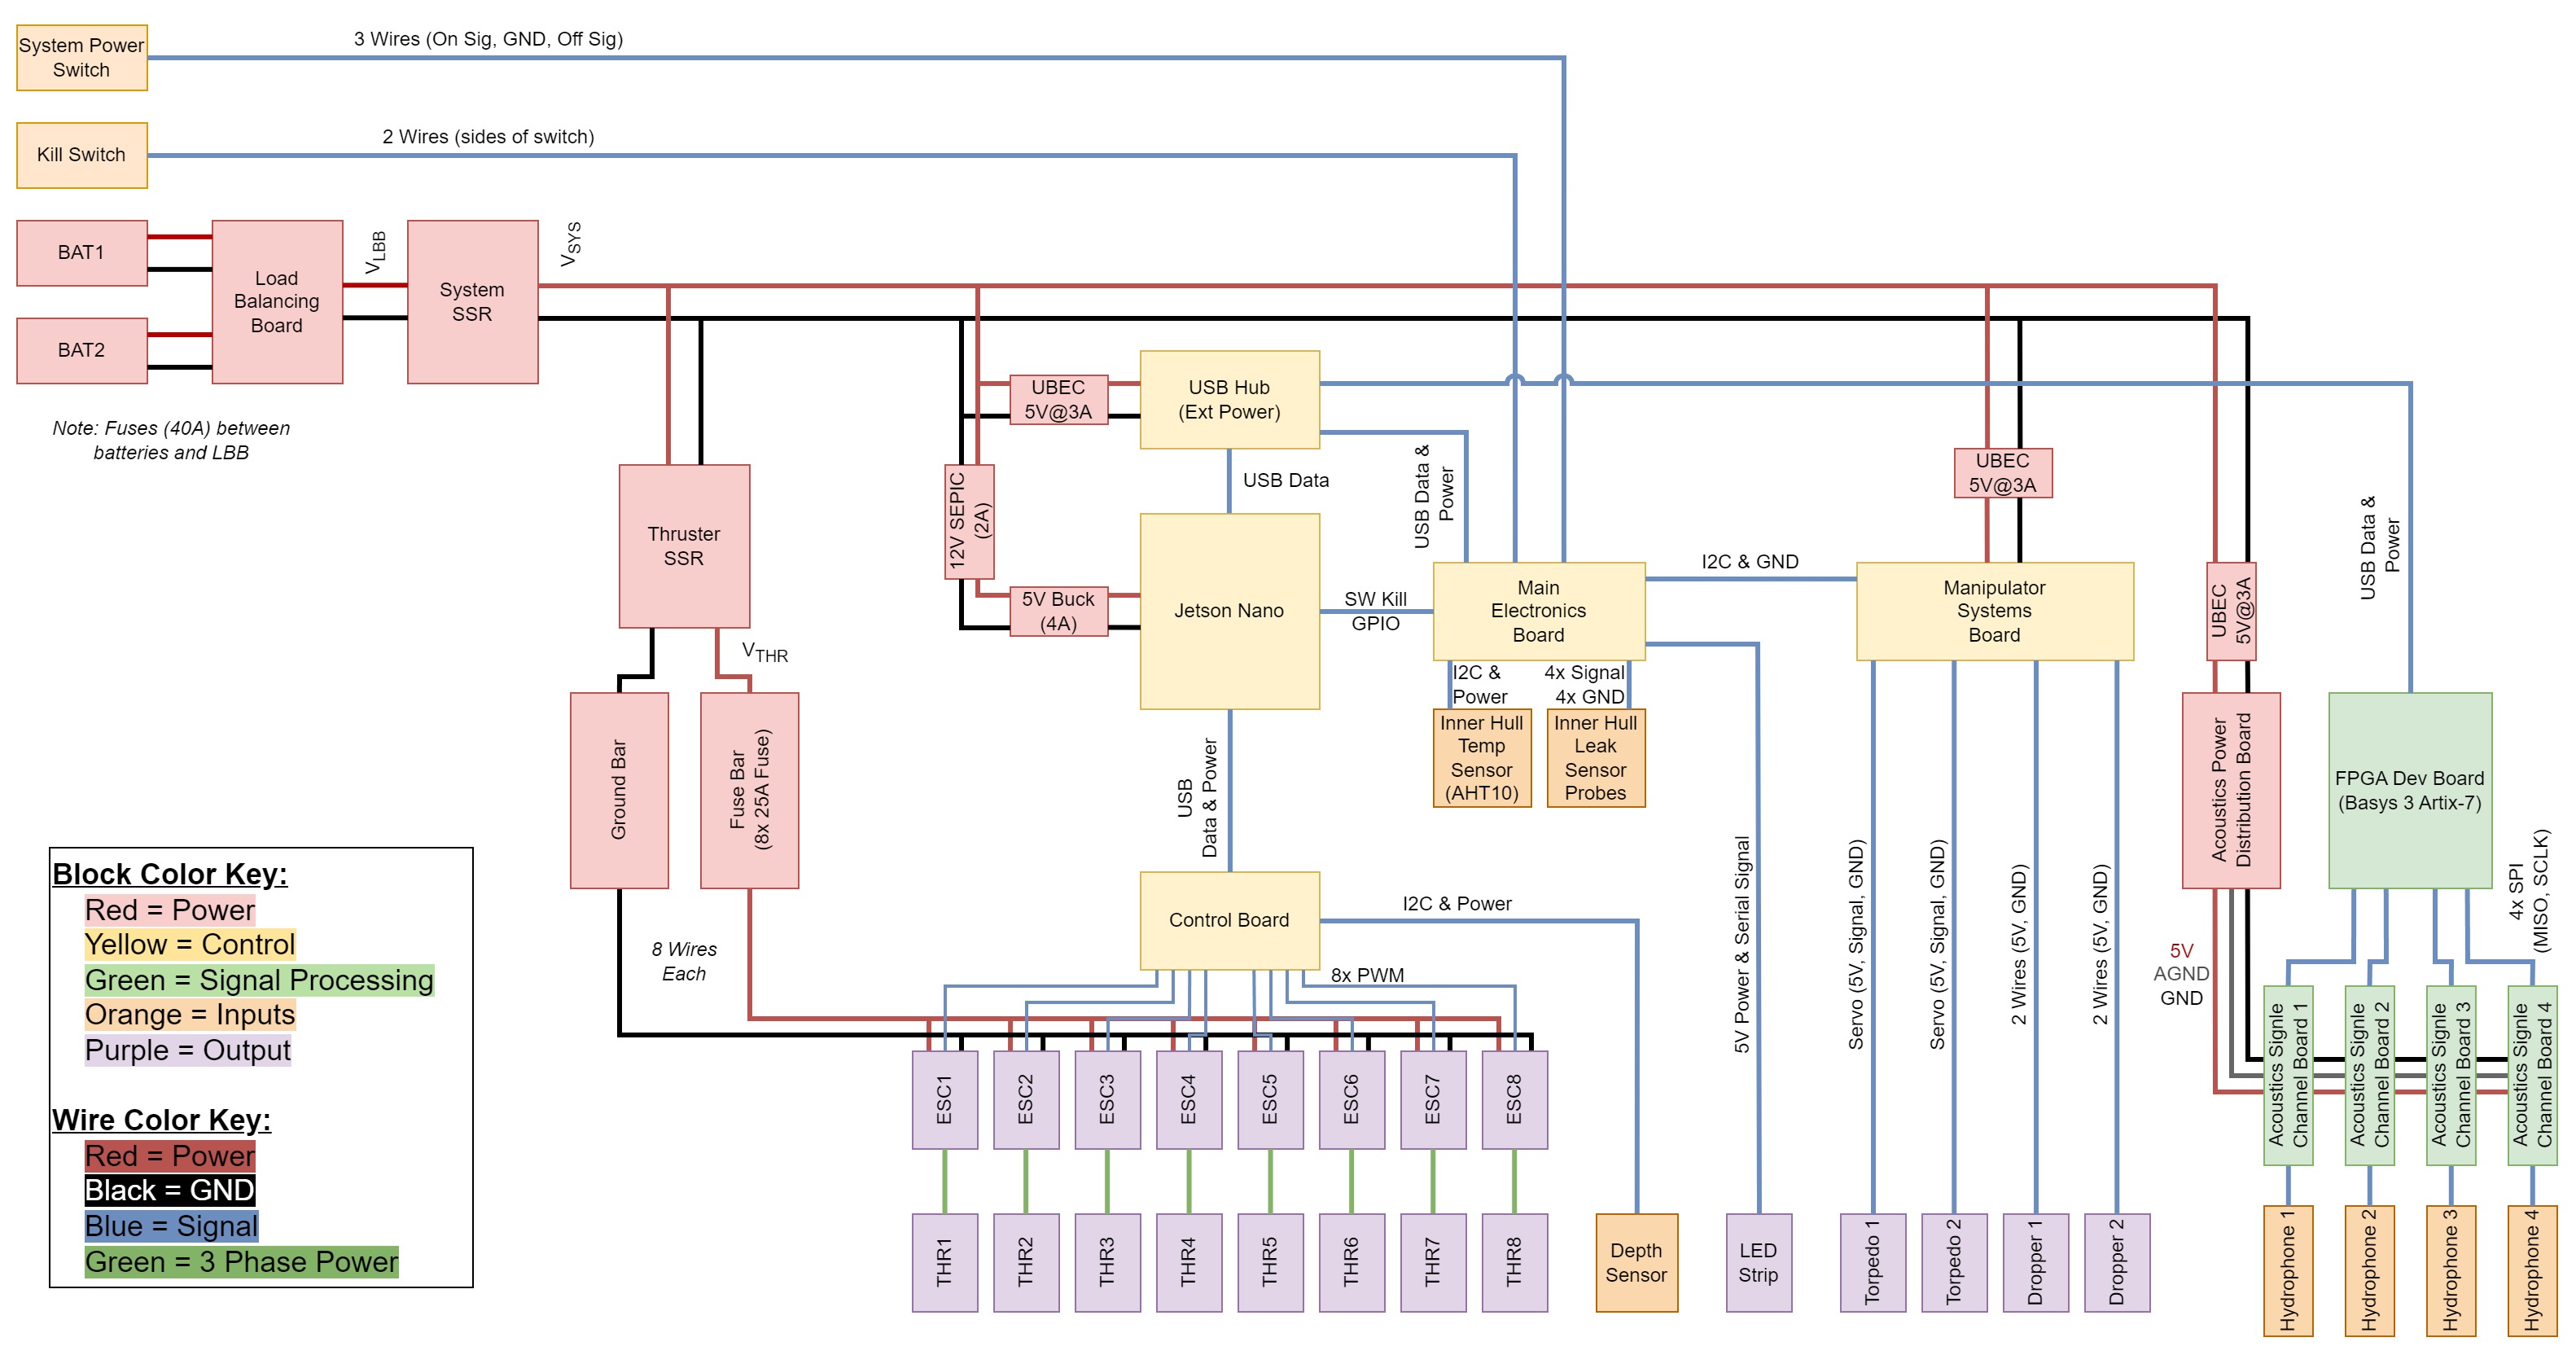 System Power
Switch
3 Wires (On Sig, GND, Off Sig)
Kill Switch
2 Wires (sides of switch)
BAT1
BAT2
Load
Balancing
Board
VLBB
System
SSR
VSYS
Note: Fuses (40A) between
batteries and LBB
Thruster
SSR
VTHR
Ground Bar
Fuse Bar
(8x 25A Fuse)
8 Wires
Each
UBEC
5V@3A
12V SEPIC
(2A)
5V Buck
(4A)
USB Hub
(Ext Power)
USB Data
USB Data &
Power
Jetson Nano
SW Kill
GPIO
Main
Electronics
Board
I2C & GND
I2C &
Power
4x Signal
4x GND
Inner Hull
Temp
Sensor
(AHT10)
Inner Hull
Leak
Sensor
Probes
UBEC
5V@3A
Manipulator
Systems
Board
UBEC
5V@3A
USB Data &
Power
Acoustics Power
Distribution Board
FPGA Dev Board
(Basys 3 Artix-7)
USB
Data & Power
Control Board
I2C & Power
8x PWM
5V Power & Serial Signal
Servo (5V, Signal, GND)
Servo (5V, Signal, GND)
2 Wires (5V, GND)
2 Wires (5V, GND)
5V
AGND
GND
4x SPI
(MISO, SCLK)
Acoustics Signle
Channel Board 1
Acoustics Signle
Channel Board 2
Acoustics Signle
Channel Board 3
Acoustics Signle
Channel Board 4
ESC1
ESC2
ESC3
ESC4
ESC5
ESC6
ESC7
ESC8
THR1
THR2
THR3
THR4
THR5
THR6
THR7
THR8
Depth
Sensor
LED
Strip
Torpedo 1
Torpedo 2
Dropper 1
Dropper 2
Hydrophone 1
Hydrophone 2
Hydrophone 3
Hydrophone 4
Block Color Key:
Red = Power
Yellow = Control
Green = Signal Processing
Orange = Inputs
Purple = Output
Wire Color Key:
Red = Power
Black = GND
Blue = Signal
Green = 3 Phase Power